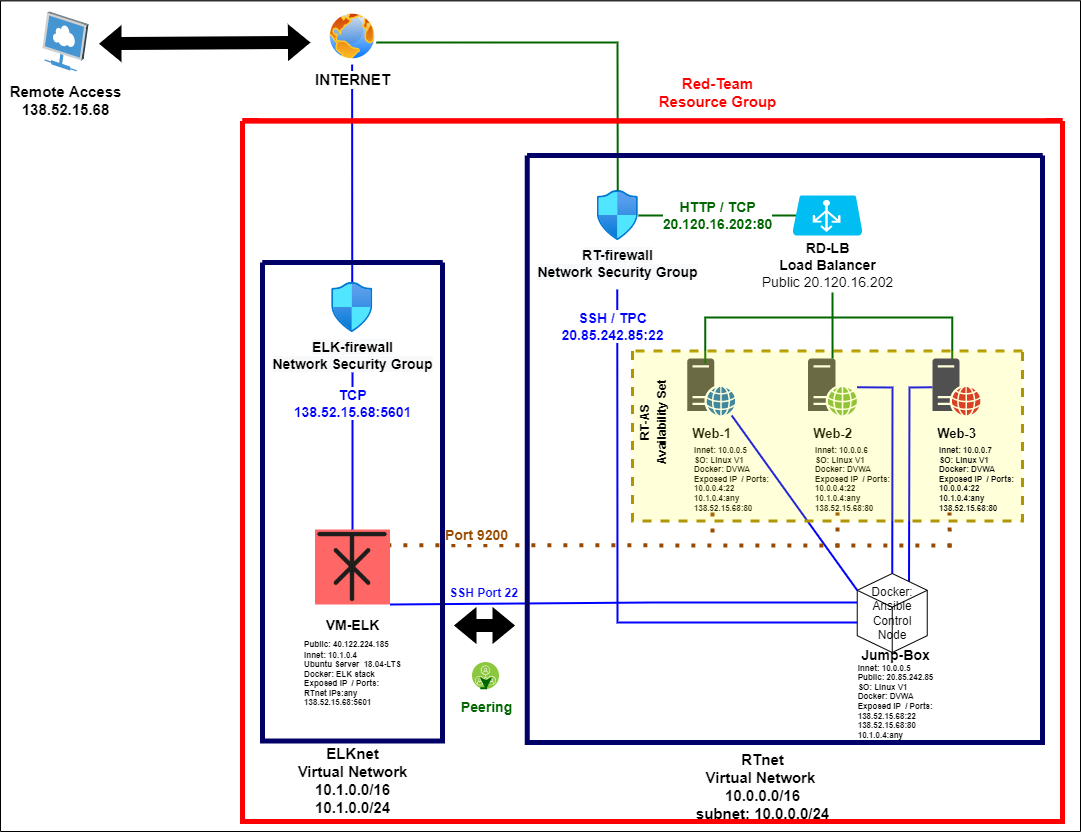 Remote Access
138.52.15.68
INTERNET
Red-Team
Resource Group
HTTP / TCP
20.120.16.202:80
RT-firewall
Network Security Group
RD-LB
Load Balancer
Public 20.120.16.202
SSH / TPC
20.85.242.85:22
ELK-firewall
Network Security Group
TCP
138.52.15.68:5601
RT-AS
Availability Set
Web-1
Innet: 10.0.0.5
SO: Linux V1
Docker: DVWA
Exposed IP / Ports:
10.0.0.4:22
10.1.0.4:any
138.52.15.68:80
Web-2
Innet: 10.0.0.6
SO: Linux V1
Docker: DVWA
Exposed IP / Ports:
10.0.0.4:22
10.1.0.4:any
138.52.15.68:80
Web-3
Innet: 10.0.0.7
SO: Linux V1
Docker: DVWA
Exposed IP / Ports:
10.0.0.4:22
10.1.0.4:any
138.52.15.68:80
Port 9200
SSH Port 22
VM-ELK
Public: 40.122.224.185
Innet: 10.1.0.4
Ubuntu Server 18.04-LTS
Docker: ELK stack
Exposed IP / Ports:
RTnet IPs:any
138.52.15.68:5601
Peering
Docker:
Ansible
Control
Node
Jump-Box
Innet: 10.0.0.5
Public: 20.85.242.85
SO: Linux V1
Docker: DVWA
Exposed IP / Ports:
138.52.15.68:22
138.52.15.68:80
10.1.0.4:any
ELKnet
Virtual Network
10.1.0.0/16
10.1.0.0/24
RTnet
Virtual Network
10.0.0.0/16
subnet: 10.0.0.0/24